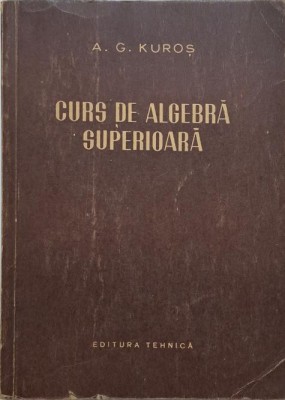 A. G. KUROȘ
CURS DE ALGEBRĂ
SUPERIOARĂ
EDITURA TEHNICĂ